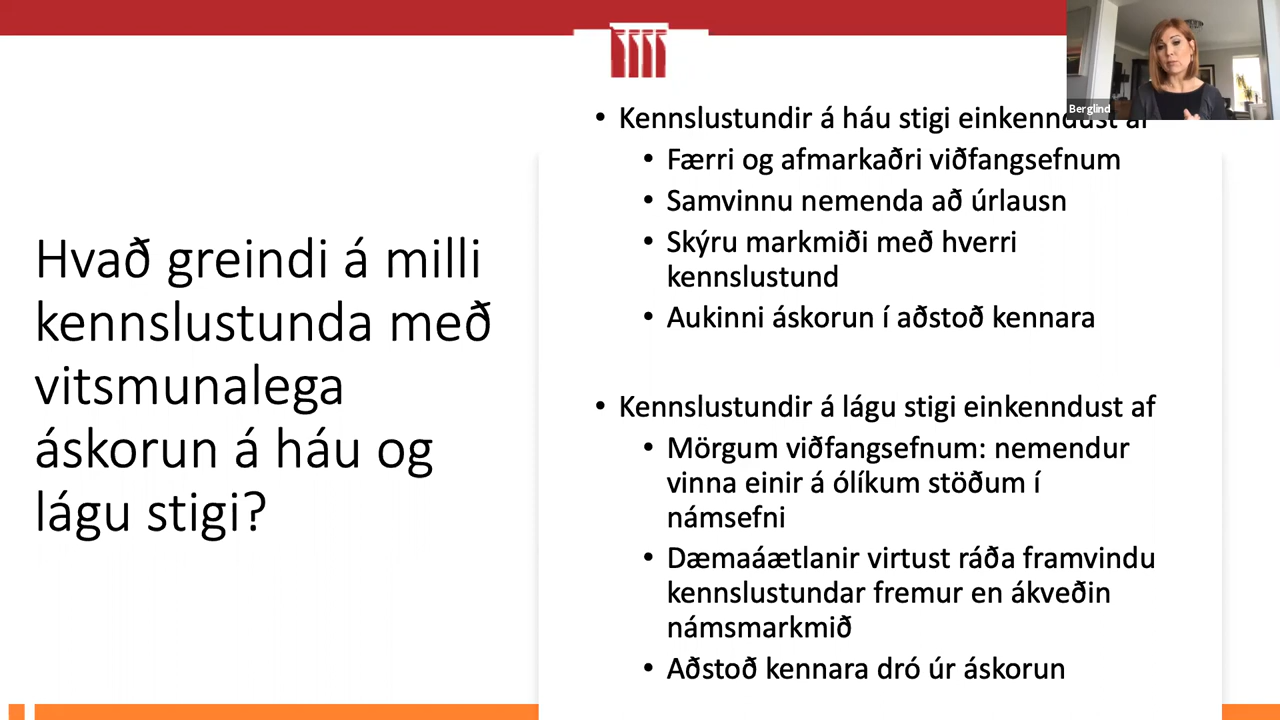 Hvað greindi á milli
kennslustunda með
vitsmunalega
áskorun á háu og
lágu stigi?
• Kennslustundir á háu stigi einkenndust af
• Færri og afmarkaðri viðfangsefnum
• Samvinnu nemenda að úrlausn
• Skýru markmiði með hverri
kennslustund
• Aukinni áskorun í aðstoð kennara
• Kennslustundir á lágu stigi einkenndust af
• Mörgum viðfangsefnum: nemendur
vinna einir á ólíkum stöðum í
námsefni
• Dæmaáætlanir virtust ráða framvindu
kennslustundar fremur en ákveðin
námsmarkmið
• Aðstoð kennara dró úr áskorun
Berglind